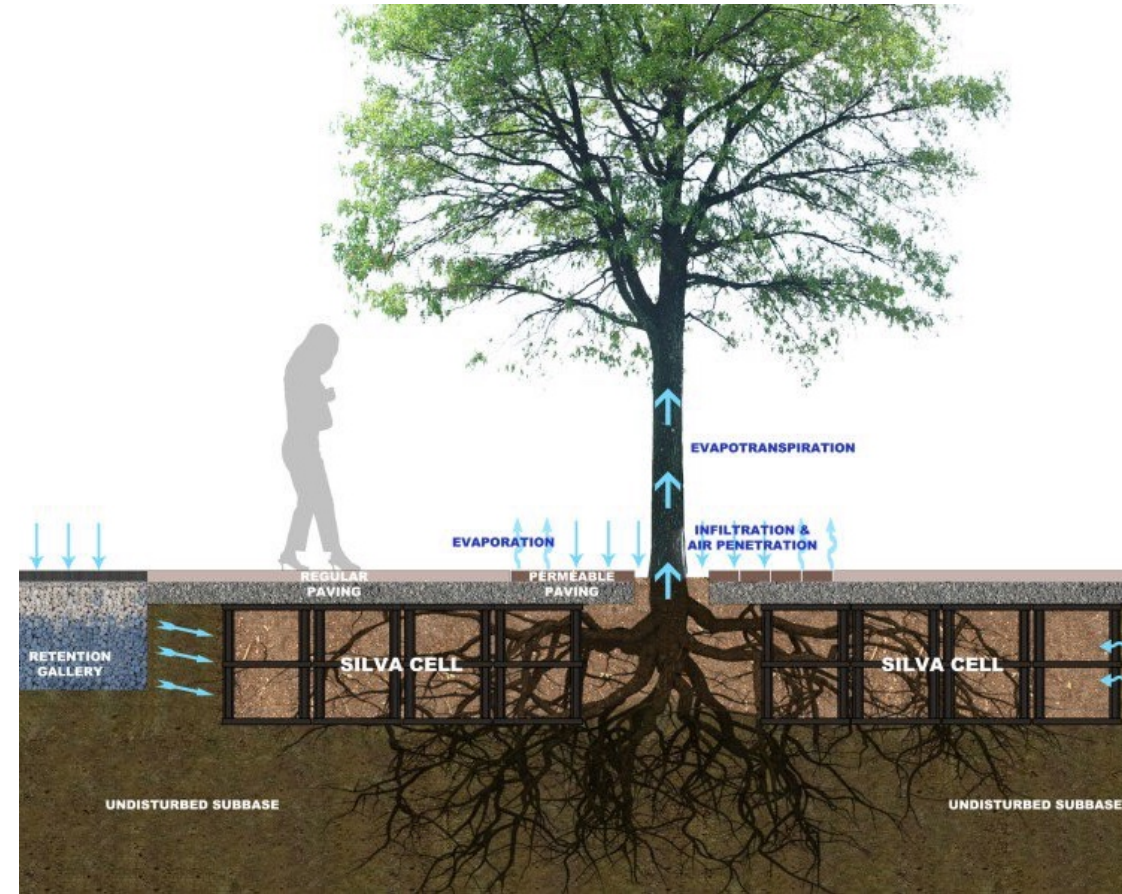 EVAPOTRANSPIRATION
EVAPORATION
INFILTRATION &
AIR PENETRATION
REGULAR
PAVING
PERMEABLE
PAVING
RETENTION
GALLERY
SILVA CELL
SILVA CELL
UNDISTURBED SUBBASE
UNDISTURBED SUBBASE